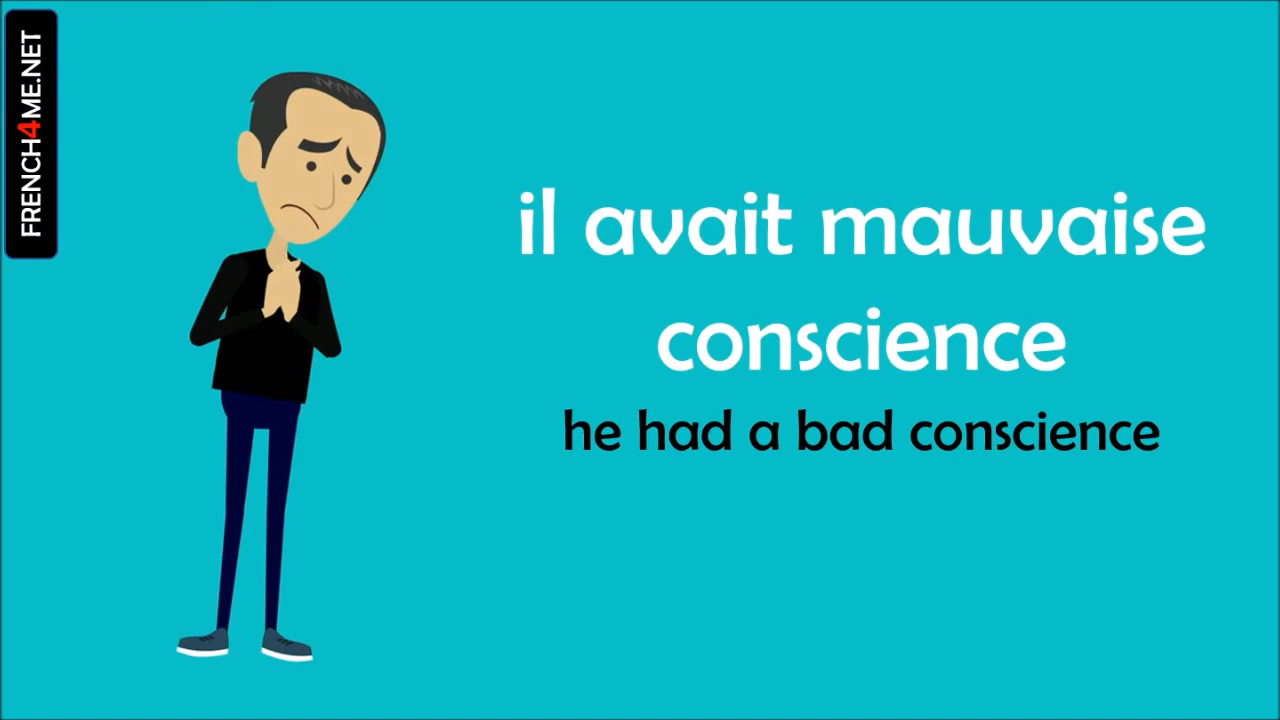 FRENCH4ME.NET
il avait mauvaise
conscience
he had a bad conscience